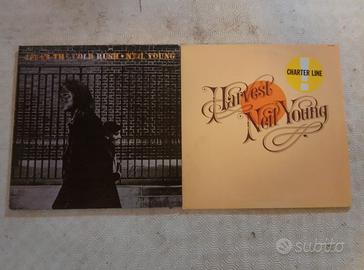 AFTER THE GOLD RUSH • NEIL YOUNG
CHARTER LINE
Harvest
Neil Young
subito